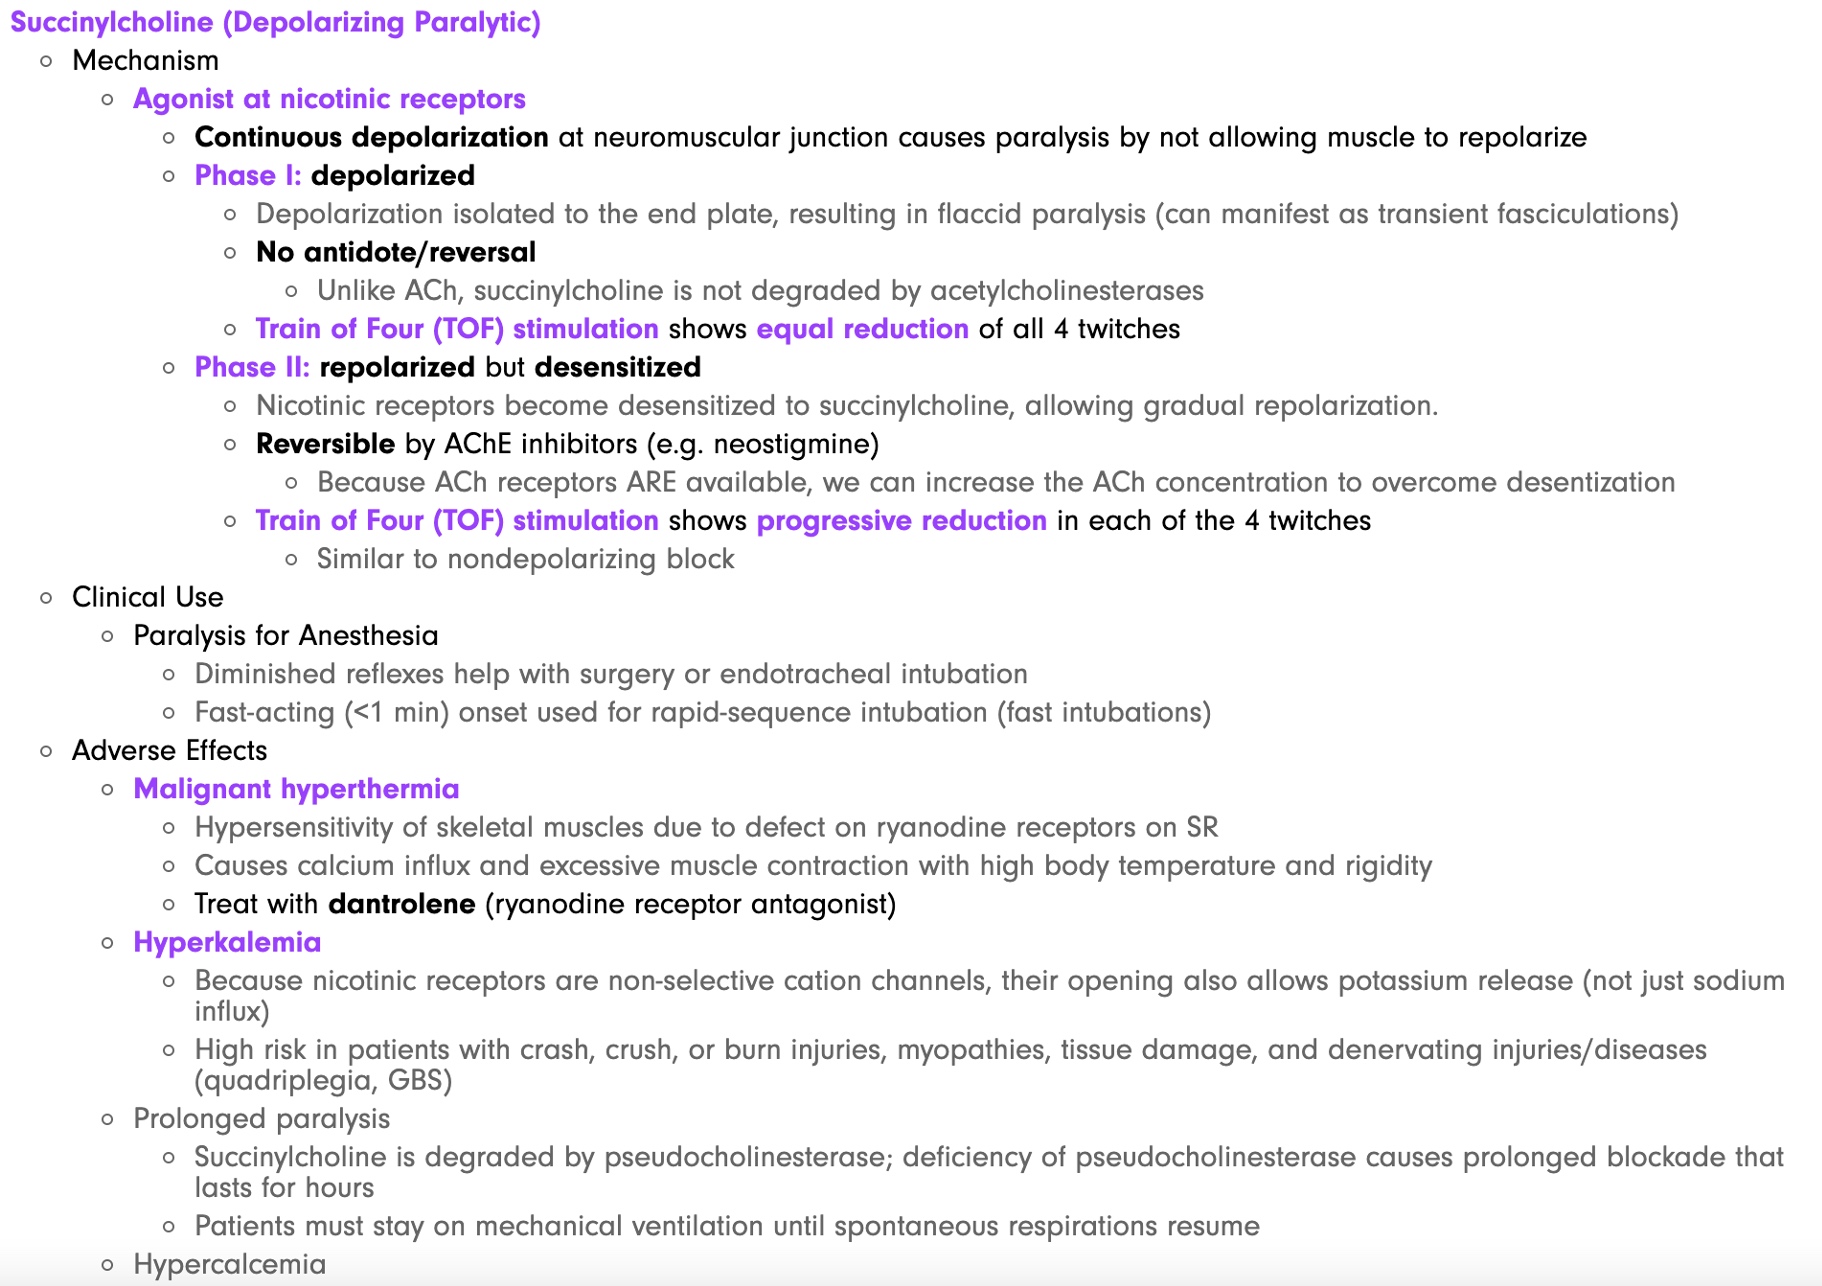 Succinylcholine (Depolarizing Paralytic)
Mechanism
Agonist at nicotinic receptors
Continuous depolarization at neuromuscular junction causes paralysis by not allowing muscle to repolarize
Phase I: depolarized
Depolarization isolated to the end plate, resulting in flaccid paralysis (can manifest as transient fasciculations)
No antidote/reversal
Unlike ACh, succinylcholine is not degraded by acetylcholinesterases
Train of Four (TOF) stimulation shows equal reduction of all 4 twitches
Phase II: repolarized but desensitized
Nicotinic receptors become desensitized to succinylcholine, allowing gradual repolarization.
Reversible by AChE inhibitors (e.g. neostigmine)
Because ACh receptors ARE available, we can increase the ACh concentration to overcome desentization
Train of Four (TOF) stimulation shows progressive reduction in each of the 4 twitches
Similar to nondepolarizing block
Clinical Use
Paralysis for Anesthesia
Diminished reflexes help with surgery or endotracheal intubation
Fast-acting (<1 min) onset used for rapid-sequence intubation (fast intubations)
Adverse Effects
Malignant hyperthermia
Hypersensitivity of skeletal muscles due to defect on ryanodine receptors on SR
Causes calcium influx and excessive muscle contraction with high body temperature and rigidity
Treat with dantrolene (ryanodine receptor antagonist)
Hyperkalemia
Because nicotinic receptors are non-selective cation channels, their opening also allows potassium release (not just sodium
influx)
High risk in patients with crash, crush, or burn injuries, myopathies, tissue damage, and denervating injuries/diseases
(quadriplegia, GBS)
Prolonged paralysis
Succinylcholine is degraded by pseudocholinesterase; deficiency of pseudocholinesterase causes prolonged blockade that
lasts for hours
Patients must stay on mechanical ventilation until spontaneous respirations resume
Hypercalcemia